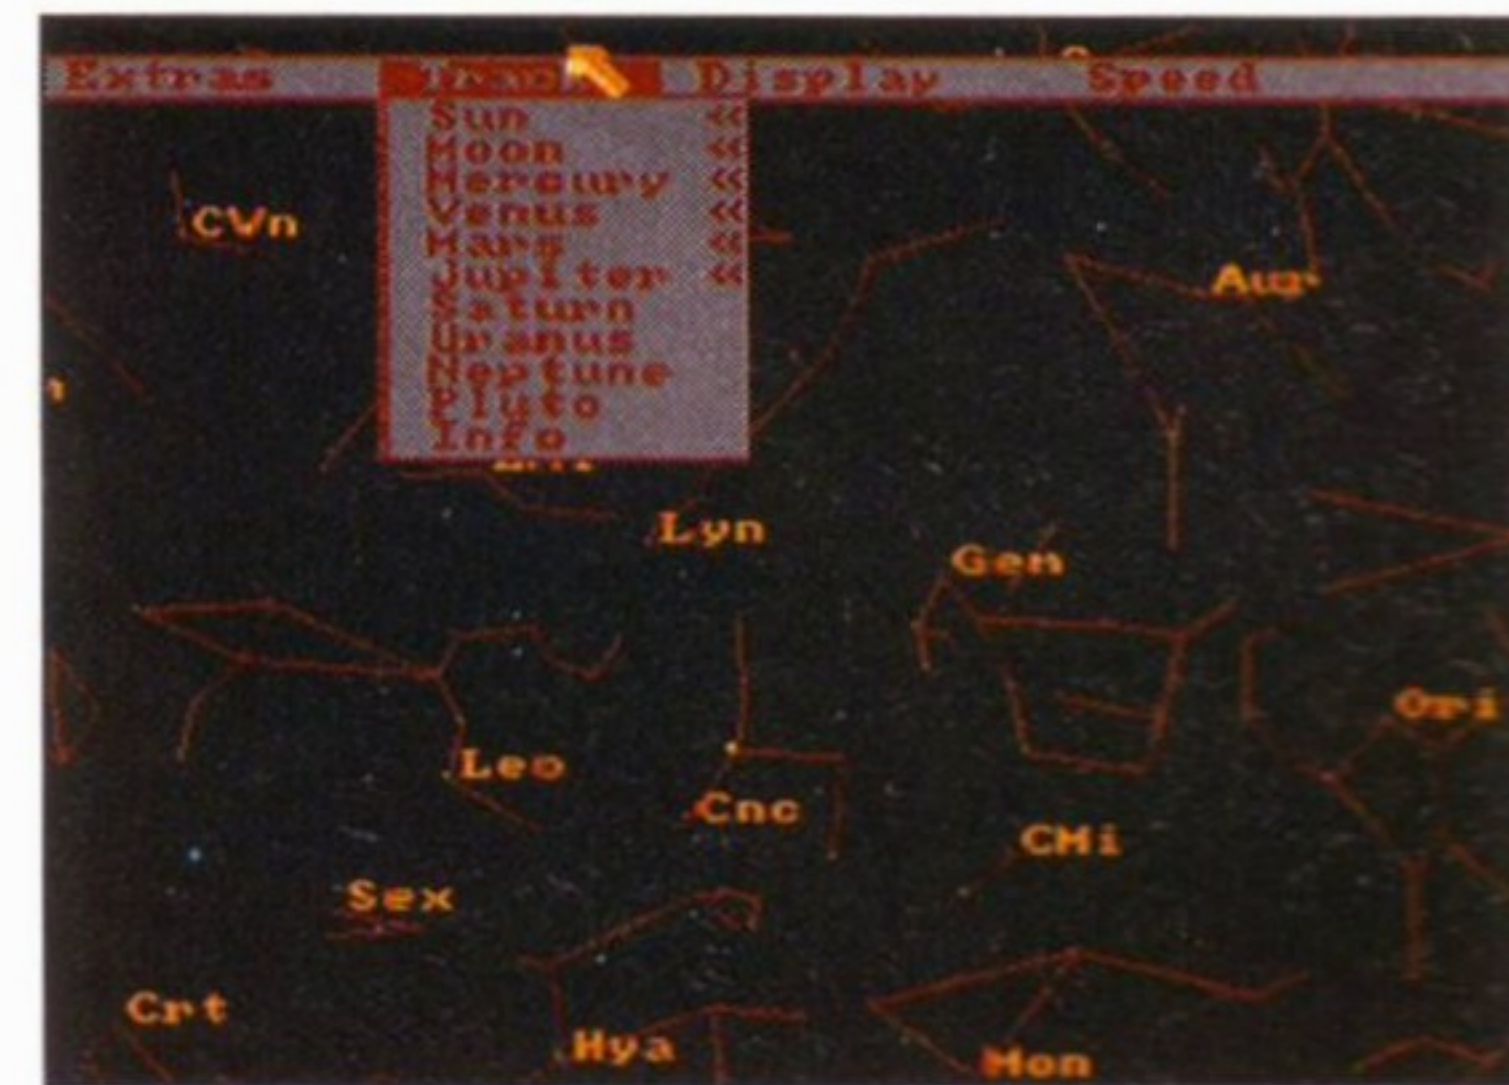 Extras Display Speed
Sun «
Moon «
Mercury «
Venus «
Mars «
Jupiter «
Saturn
Uranus
Neptune
Pluto
Info
CVn
Aur
Lyn
Gem
Ori
Leo
Cnc
CMi
Sex
Crt
Hya
Mon